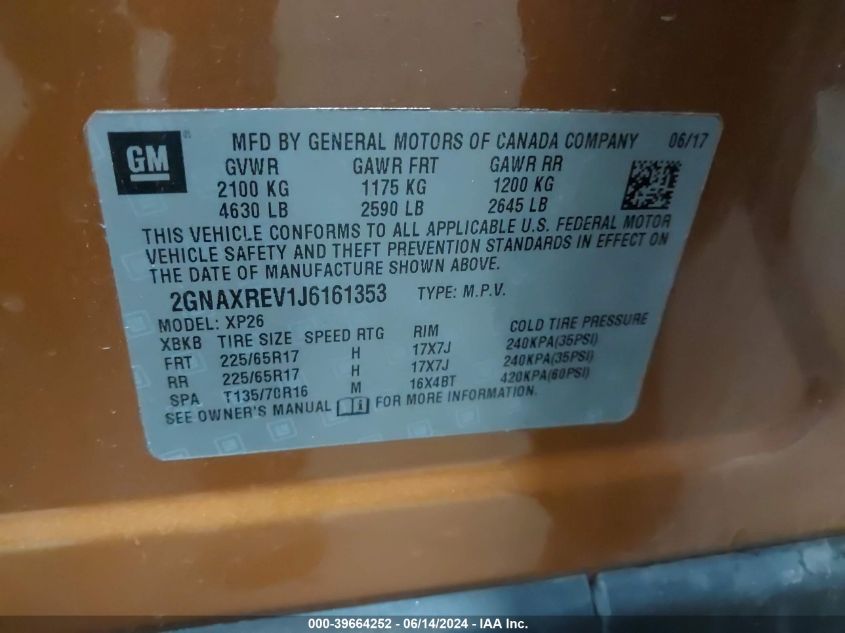 GM ® MFD BY GENERAL MOTORS OF CANADA COMPANY 06/17
GVWR GAWR FRT GAWR RR
2100 KG 1175 KG 1200 KG
4630 LB 2590 LB 2645 LB
THIS VEHICLE CONFORMS TO ALL APPLICABLE U.S. FEDERAL MOTOR
VEHICLE SAFETY AND THEFT PREVENTION STANDARDS IN EFFECT ON
THE DATE OF MANUFACTURE SHOWN ABOVE.
2GNAXREV1J6161353 TYPE: M.P.V.
MODEL: XP26
XBKB TIRE SIZE SPEED RTG RIM COLD TIRE PRESSURE
FRT 225/65R17 H 17X7J 240KPA(35PSI)
RR 225/65R17 H 17X7J 240KPA(35PSI)
SPA T135/70R16 M 16X4BT 420KPA(60PSI)
SEE OWNER'S MANUAL FOR MORE INFORMATION.
000-39664252 - 06/14/2024 - IAA Inc.